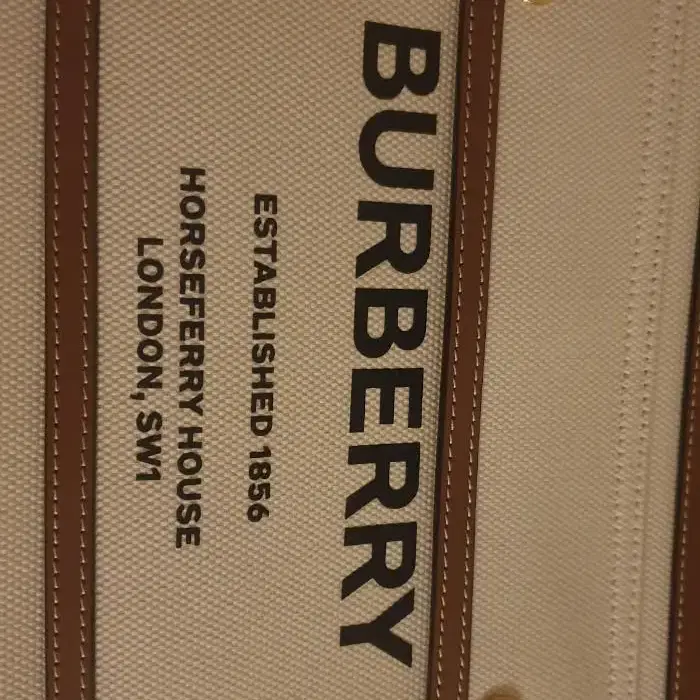 BURBERRY
ESTABLISHED 1856
HORSEFERRY HOUSE
LONDON, SW1